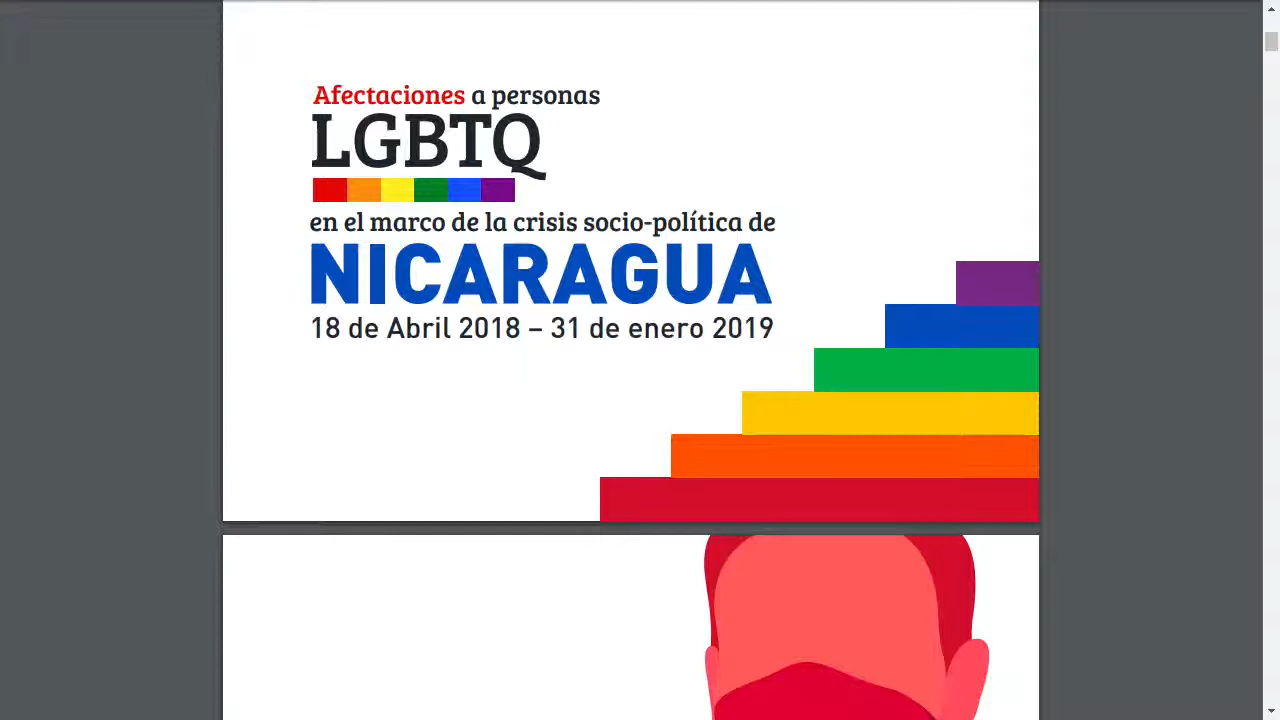 Afectaciones a personas
LGBTQ
en el marco de la crisis socio-política de
NICARAGUA
18 de Abril 2018 – 31 de enero 2019